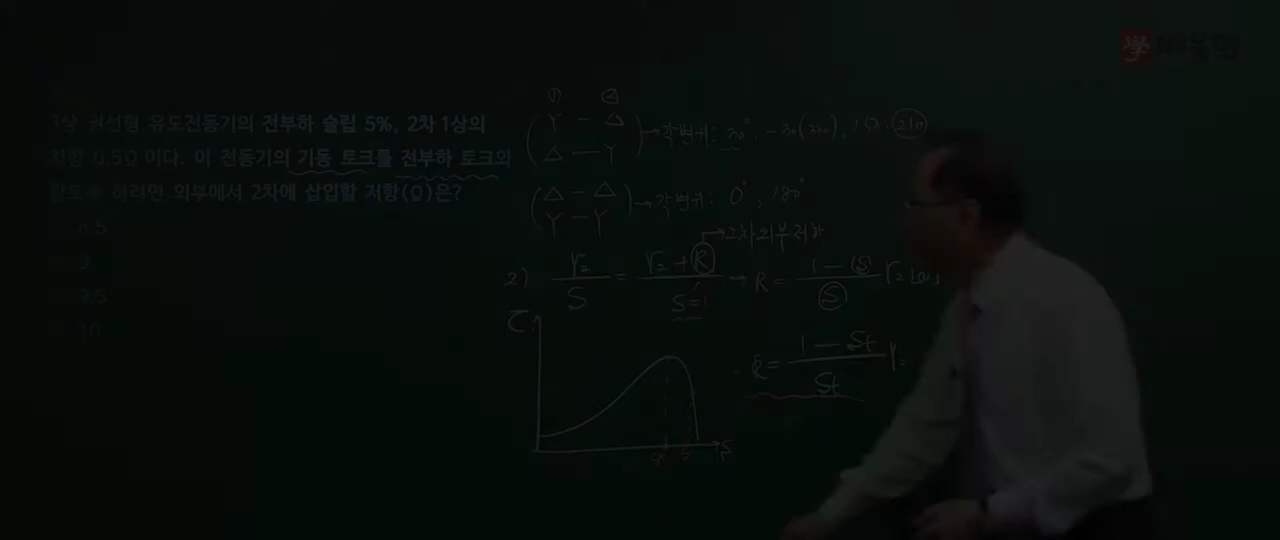 3상 권선형 유도전동기의 전부하 슬립 5%, 2차 1상의
저항 0.5Ω 이다. 이 전동기의 기동 토크를 전부하 토크와
같도록 하려면 외부에서 2차에 삽입할 저항(Ω)은?
8.5
9
9.5
10
① ②
Y - △ → 각변위: 30°, -30(330), 150, 210
△ - Y
△ - △ → 각변위: 0°, 180°
Y - Y
→ 2차외부저항
2) r₂/S = r₂+R/S'=1 → R = 1-S/S r₂ [Ω]
R = 1-St/St r₂
τ
S
學